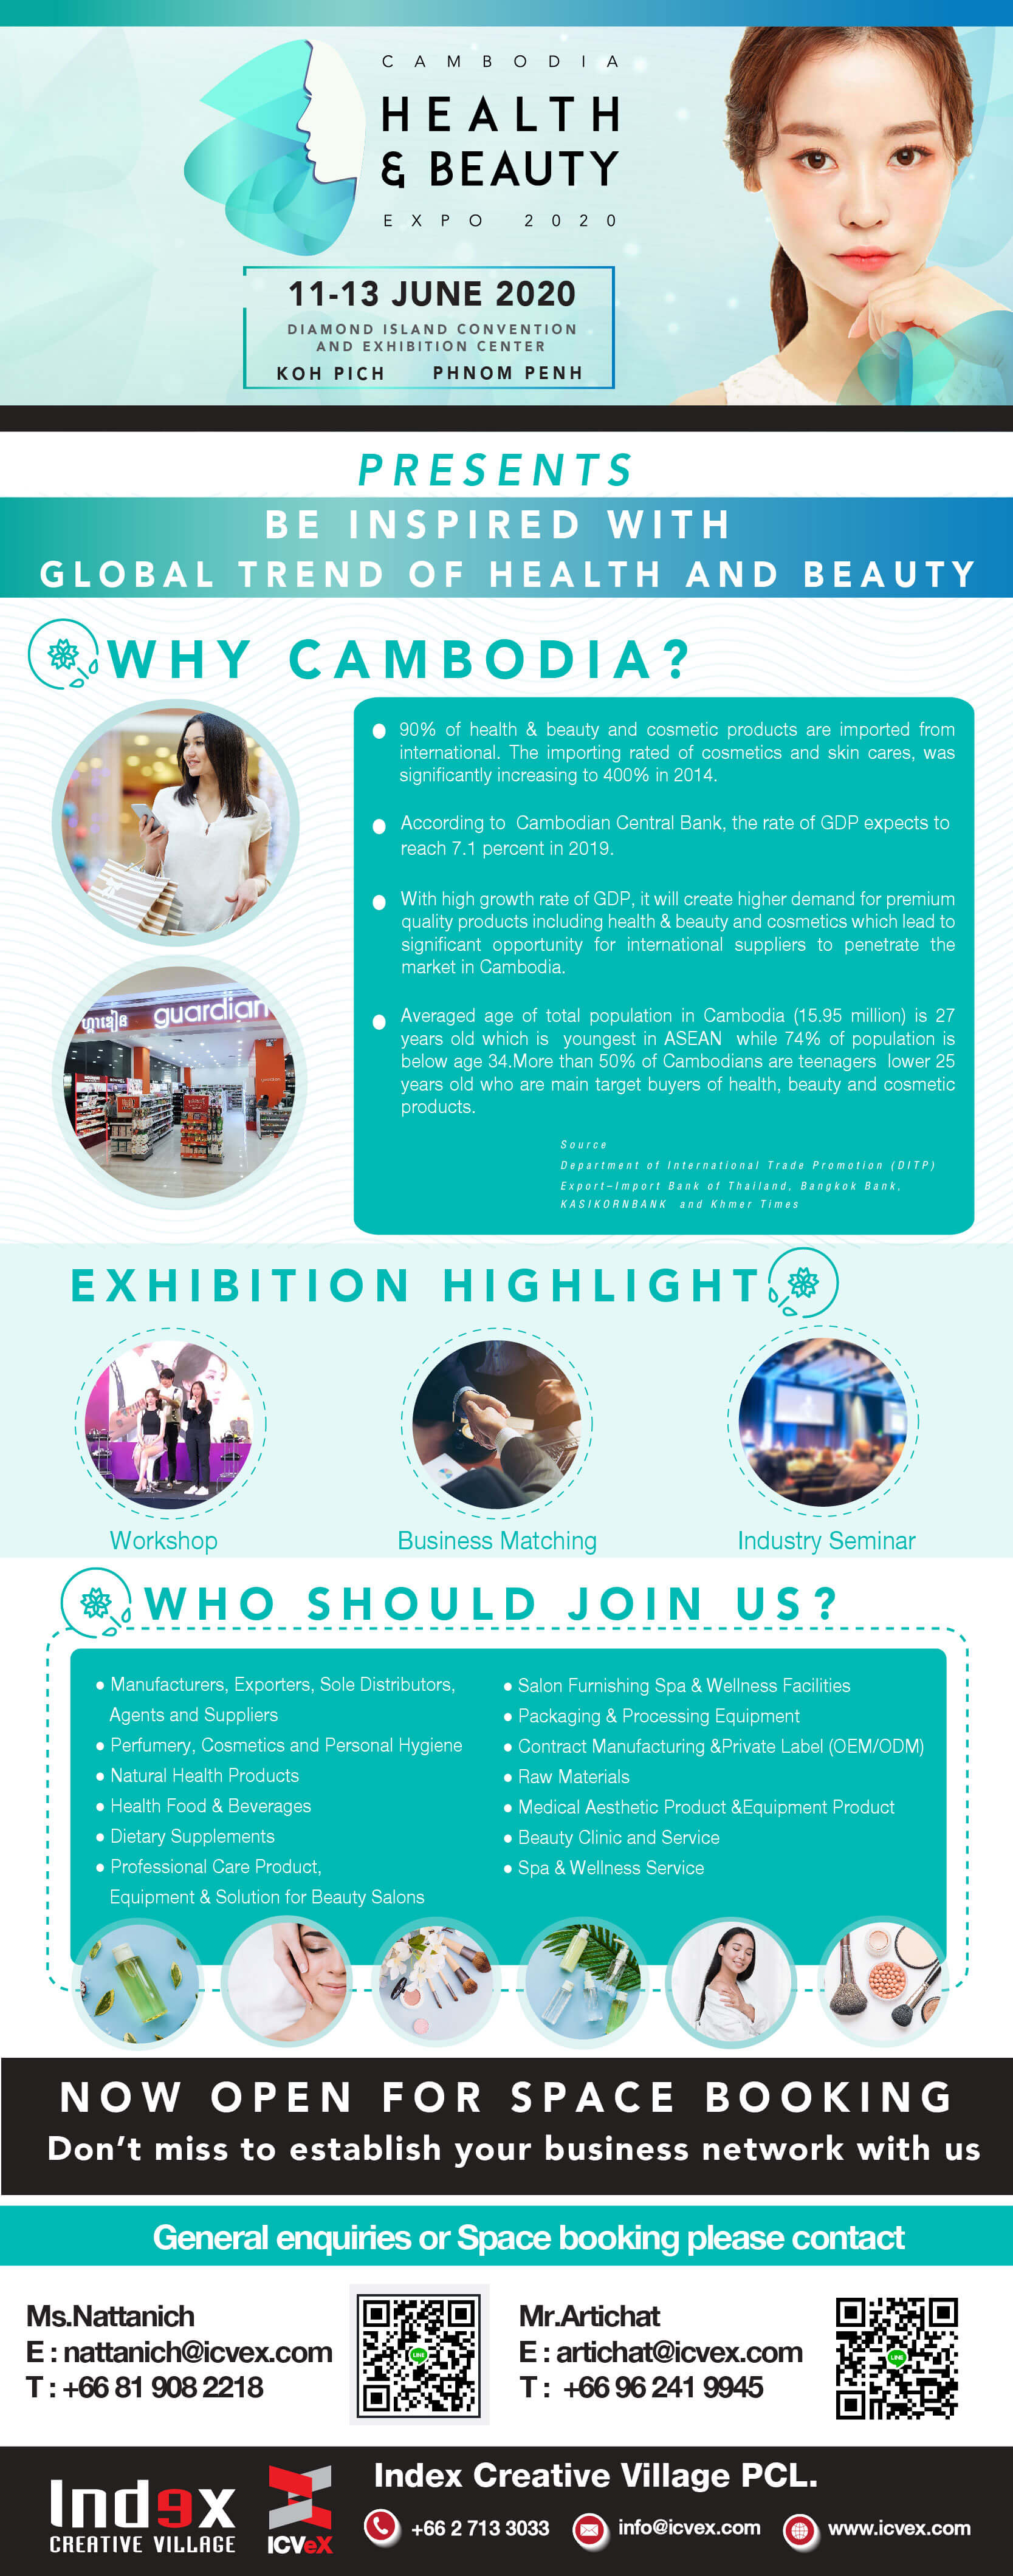 CAMBODIA
HEALTH
& BEAUTY
EXPO 2020
11-13 JUNE 2020
DIAMOND ISLAND CONVENTION
AND EXHIBITION CENTER
KOH PICH PHNOM PENH
PRESENTS
BE INSPIRED WITH
GLOBAL TREND OF HEALTH AND BEAUTY
WHY CAMBODIA?
● 90% of health & beauty and cosmetic products are imported from
international. The importing rated of cosmetics and skin cares, was
significantly increasing to 400% in 2014.
● According to Cambodian Central Bank, the rate of GDP expects to
reach 7.1 percent in 2019.
● With high growth rate of GDP, it will create higher demand for premium
quality products including health & beauty and cosmetics which lead to
significant opportunity for international suppliers to penetrate the
market in Cambodia.
● Averaged age of total population in Cambodia (15.95 million) is 27
years old which is youngest in ASEAN while 74% of population is
below age 34.More than 50% of Cambodians are teenagers lower 25
years old who are main target buyers of health, beauty and cosmetic
products.
Source
Department of International Trade Promotion (DITP)
Export-Import Bank of Thailand, Bangkok Bank,
KASIKORNBANK and Khmer Times
guardian
EXHIBITION HIGHLIGHT
Workshop
Business Matching
Industry Seminar
WHO SHOULD JOIN US?
● Manufacturers, Exporters, Sole Distributors,
Agents and Suppliers
● Perfumery, Cosmetics and Personal Hygiene
● Natural Health Products
● Health Food & Beverages
● Dietary Supplements
● Professional Care Product,
Equipment & Solution for Beauty Salons
● Salon Furnishing Spa & Wellness Facilities
● Packaging & Processing Equipment
● Contract Manufacturing &Private Label (OEM/ODM)
● Raw Materials
● Medical Aesthetic Product &Equipment Product
● Beauty Clinic and Service
● Spa & Wellness Service
NOW OPEN FOR SPACE BOOKING
Don't miss to establish your business network with us
General enquiries or Space booking please contact
Ms.Nattanich
E : nattanich@icvex.com
T : +66 81 908 2218
LINE
Mr.Artichat
E : artichat@icvex.com
T : +66 96 241 9945
LINE
Index
CREATIVE VILLAGE
ICVeX
Index Creative Village PCL.
+66 2 713 3033
info@icvex.com
www.icvex.com